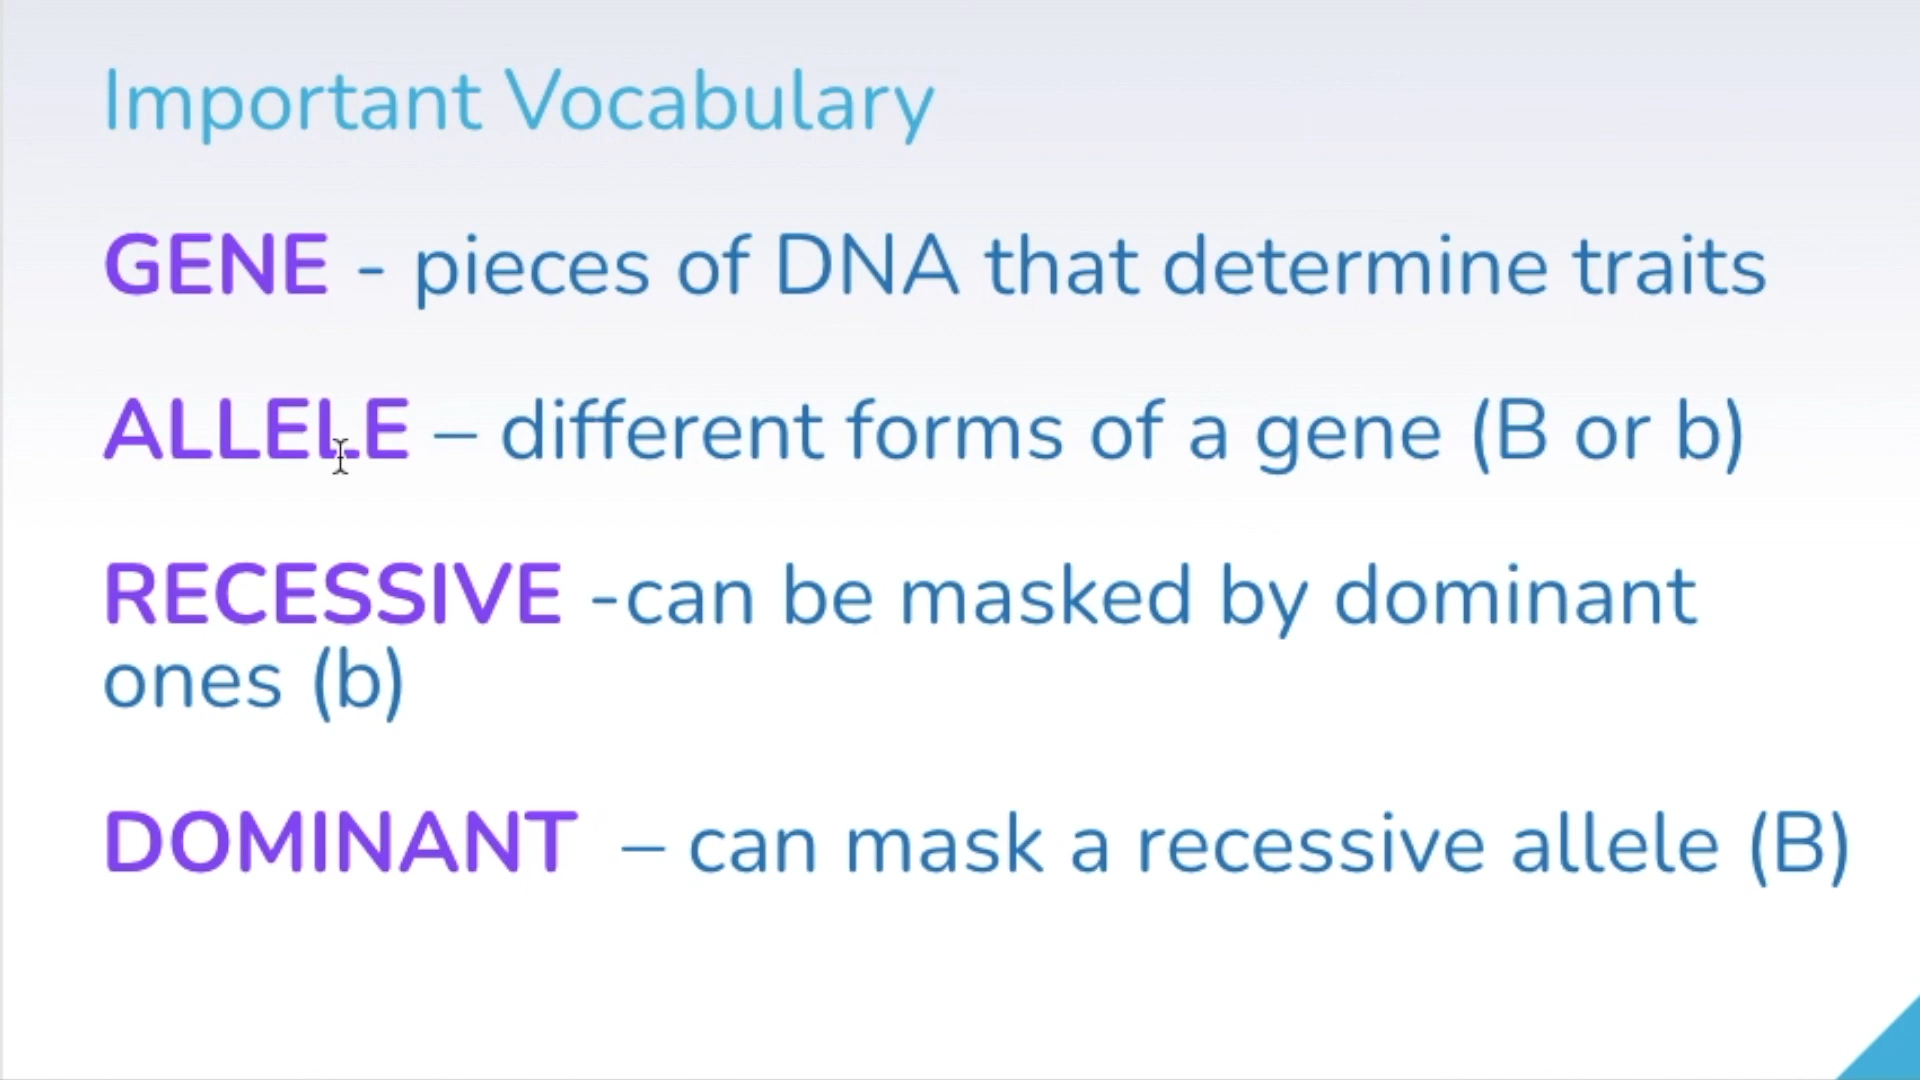 Important Vocabulary
GENE - pieces of DNA that determine traits
ALLELE – different forms of a gene (B or b)
RECESSIVE -can be masked by dominant
ones (b)
DOMINANT – can mask a recessive allele (B)